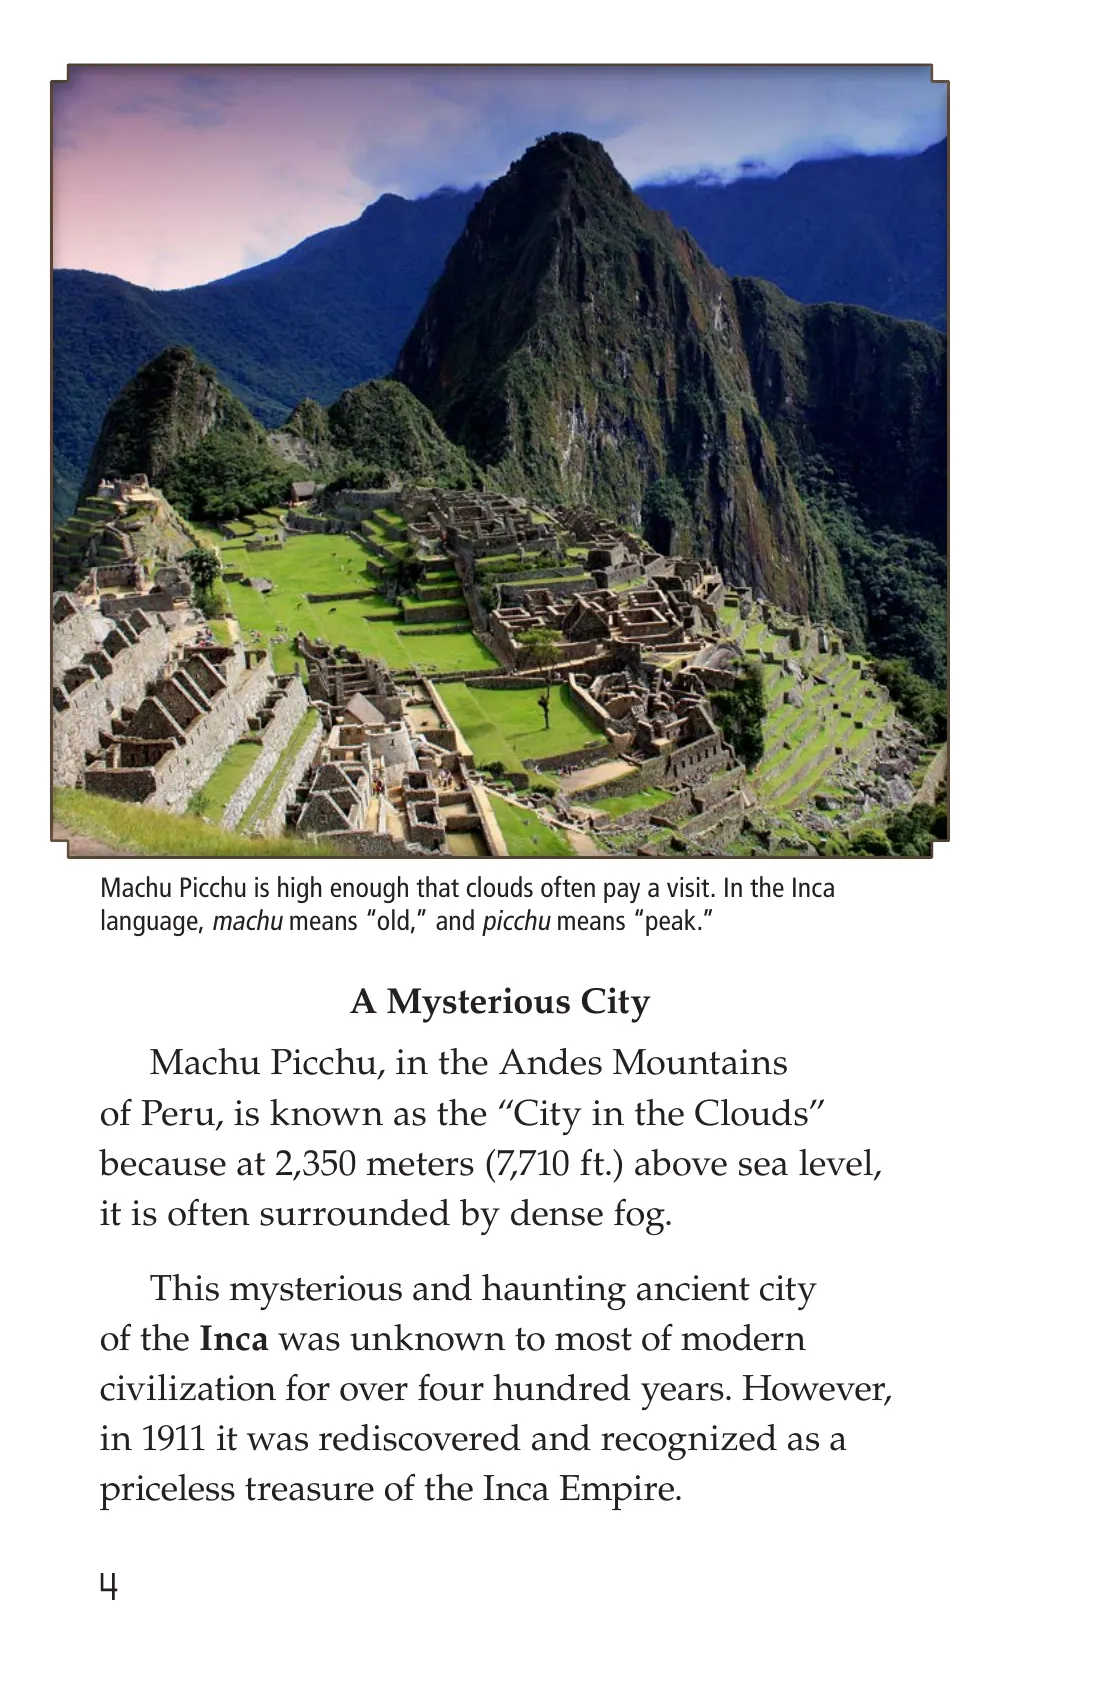 Machu Picchu is high enough that clouds often pay a visit. In the Inca
language, machu means “old,” and picchu means “peak.”
A Mysterious City
Machu Picchu, in the Andes Mountains
of Peru, is known as the “City in the Clouds”
because at 2,350 meters (7,710 ft.) above sea level,
it is often surrounded by dense fog.
This mysterious and haunting ancient city
of the Inca was unknown to most of modern
civilization for over four hundred years. However,
in 1911 it was rediscovered and recognized as a
priceless treasure of the Inca Empire.
4